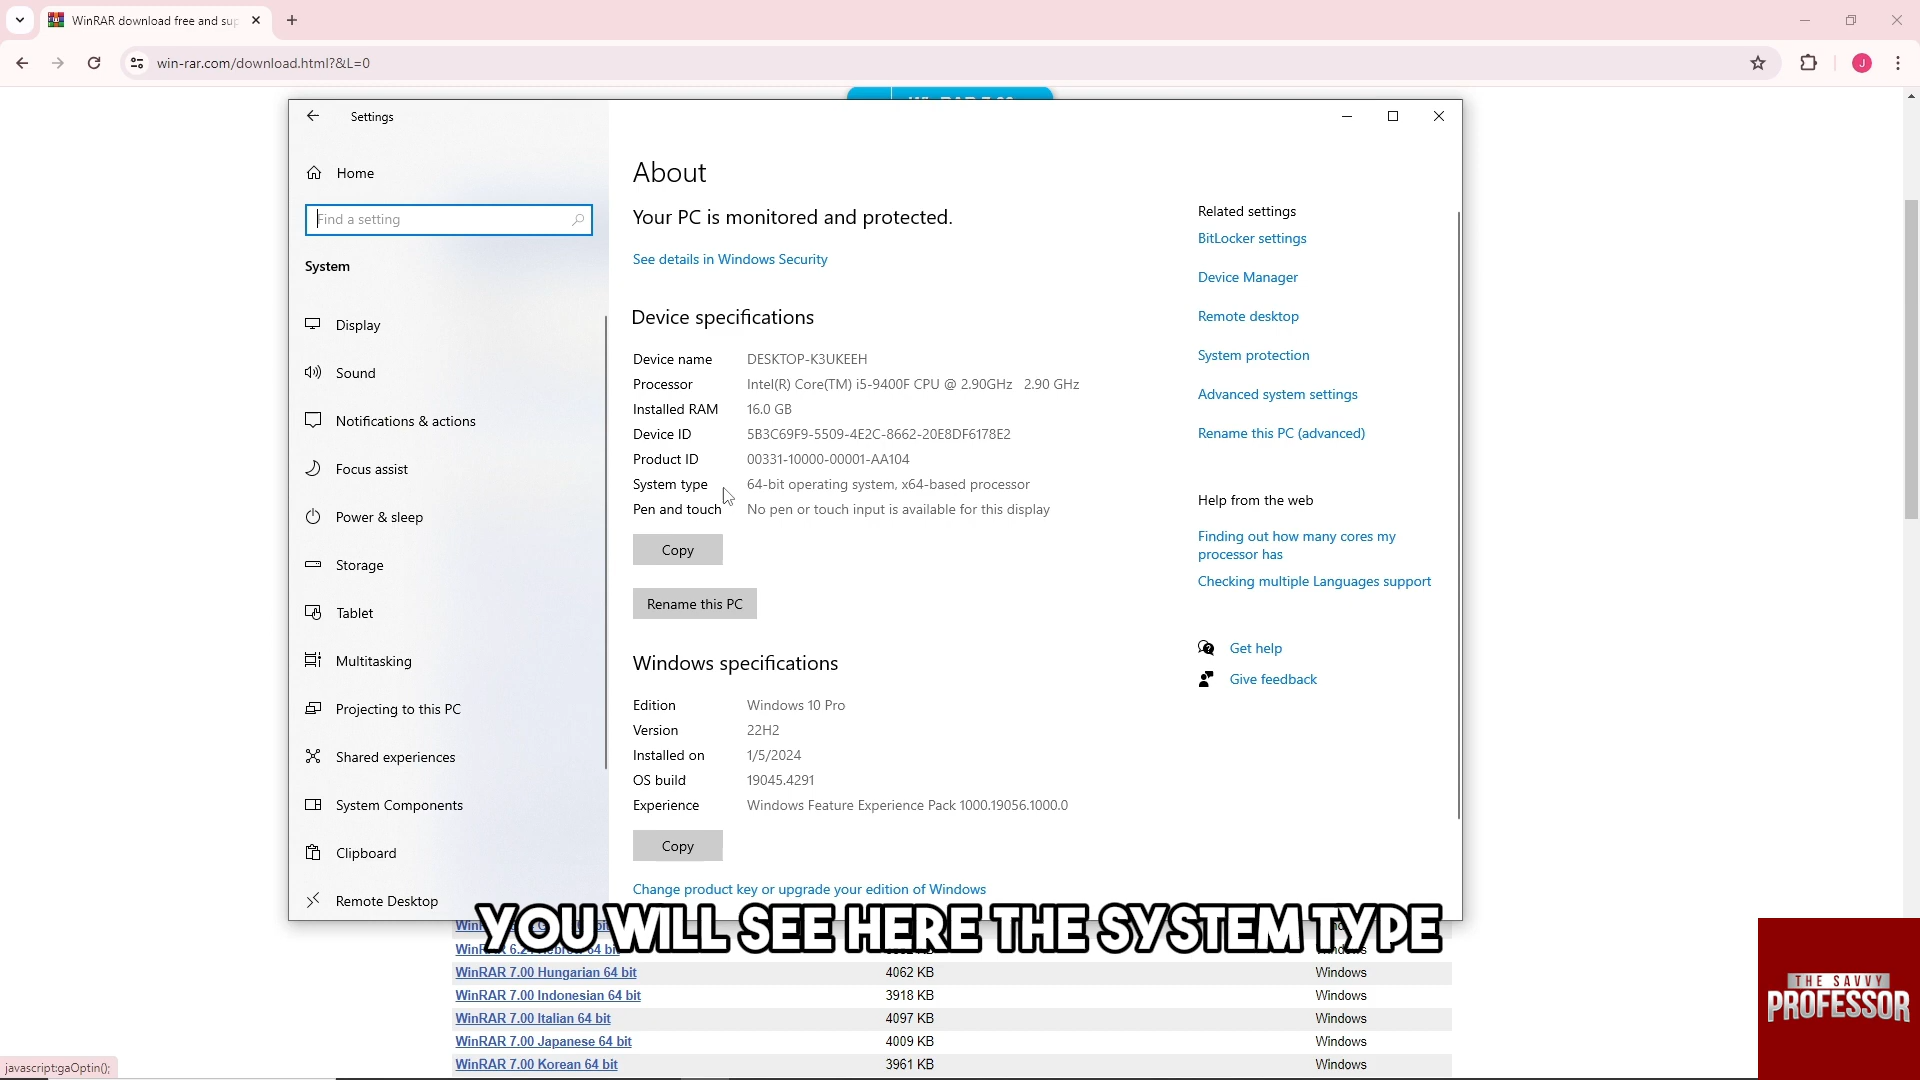 WinRAR download free and sup
win-rar.com/download.html?&L=0
J
Settings
Home
Find a setting
System
Display
Sound
Notifications & actions
Focus assist
Power & sleep
Storage
Tablet
Multitasking
Projecting to this PC
Shared experiences
System Components
Clipboard
Remote Desktop
About
Your PC is monitored and protected.
See details in Windows Security
Device specifications
Device name DESKTOP-K3UKEEH
Processor Intel(R) Core(TM) i5-9400F CPU @ 2.90GHz 2.90 GHz
Installed RAM 16.0 GB
Device ID 5B3C69F9-5509-4E2C-8662-20E8DF6178E2
Product ID 00331-10000-00001-AA104
System type 64-bit operating system, x64-based processor
Pen and touch No pen or touch input is available for this display
Copy
Rename this PC
Windows specifications
Edition Windows 10 Pro
Version 22H2
Installed on 1/5/2024
OS build 19045.4291
Experience Windows Feature Experience Pack 1000.19056.1000.0
Copy
Change product key or upgrade your edition of Windows
Related settings
BitLocker settings
Device Manager
Remote desktop
System protection
Advanced system settings
Rename this PC (advanced)
Help from the web
Finding out how many cores my
processor has
Checking multiple Languages support
Get help
Give feedback
YOU WILL SEE HERE THE SYSTEM TYPE
WinRAR 7.00 Hungarian 64 bit 4062 KB Windows
WinRAR 7.00 Indonesian 64 bit 3918 KB Windows
WinRAR 7.00 Italian 64 bit 4097 KB Windows
WinRAR 7.00 Japanese 64 bit 4009 KB Windows
WinRAR 7.00 Korean 64 bit 3961 KB Windows
javascript:gaOptin();
THE SAVVY
PROFESSOR